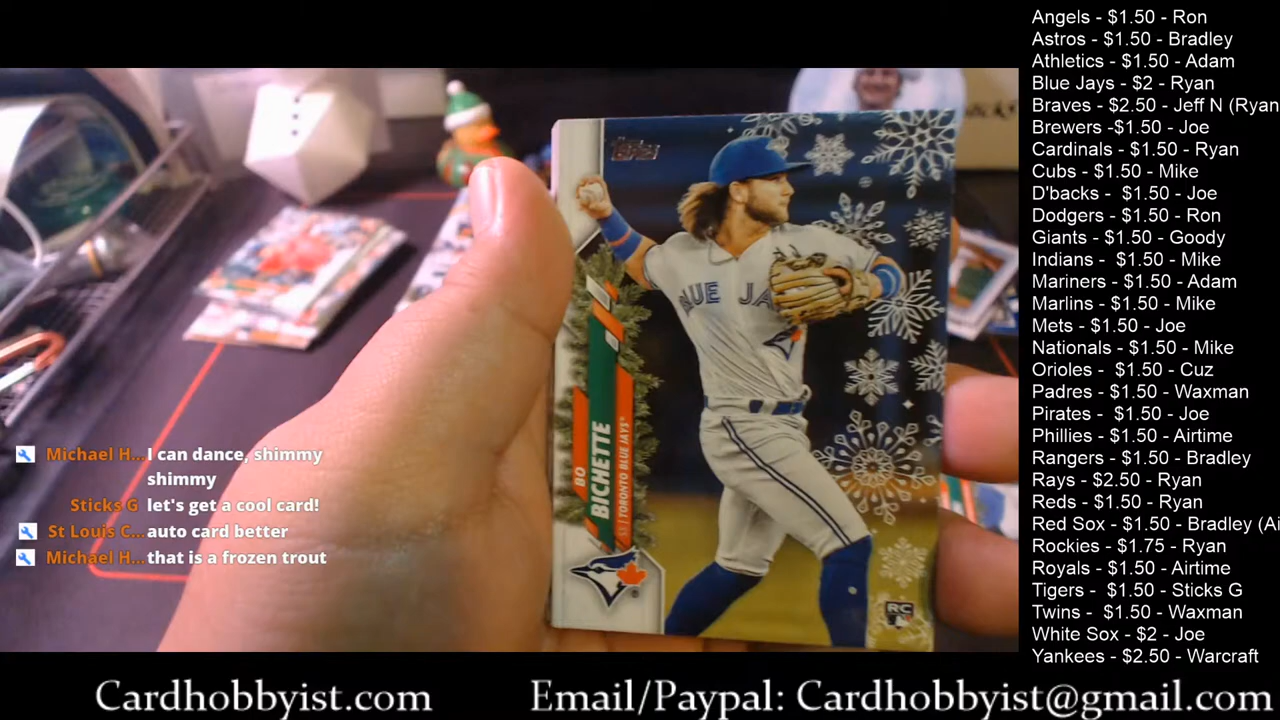 Angels - $1.50 - Ron
Astros - $1.50 - Bradley
Athletics - $1.50 - Adam
Blue Jays - $2 - Ryan
Braves - $2.50 - Jeff N (Ryan
Brewers -$1.50 - Joe
Cardinals - $1.50 - Ryan
Cubs - $1.50 - Mike
D'backs - $1.50 - Joe
Dodgers - $1.50 - Ron
Giants - $1.50 - Goody
Indians - $1.50 - Mike
Mariners - $1.50 - Adam
Marlins - $1.50 - Mike
Mets - $1.50 - Joe
Nationals - $1.50 - Mike
Orioles - $1.50 - Cuz
Padres - $1.50 - Waxman
Pirates - $1.50 - Joe
Phillies - $1.50 - Airtime
Rangers - $1.50 - Bradley
Rays - $2.50 - Ryan
Reds - $1.50 - Ryan
Red Sox - $1.50 - Bradley (Ai
Rockies - $1.75 - Ryan
Royals - $1.50 - Airtime
Tigers - $1.50 - Sticks G
Twins - $1.50 - Waxman
White Sox - $2 - Joe
Yankees - $2.50 - Warcraft
Topps
BLUE JA
BO
BICHETTE
SS | TORONTO BLUE JAYS
RC
Michael H... I can dance, shimmy
shimmy
Sticks G let's get a cool card!
St Louis C... auto card better
Michael H... that is a frozen trout
Cardhobbyist.com Email/Paypal: Cardhobbyist@gmail.com